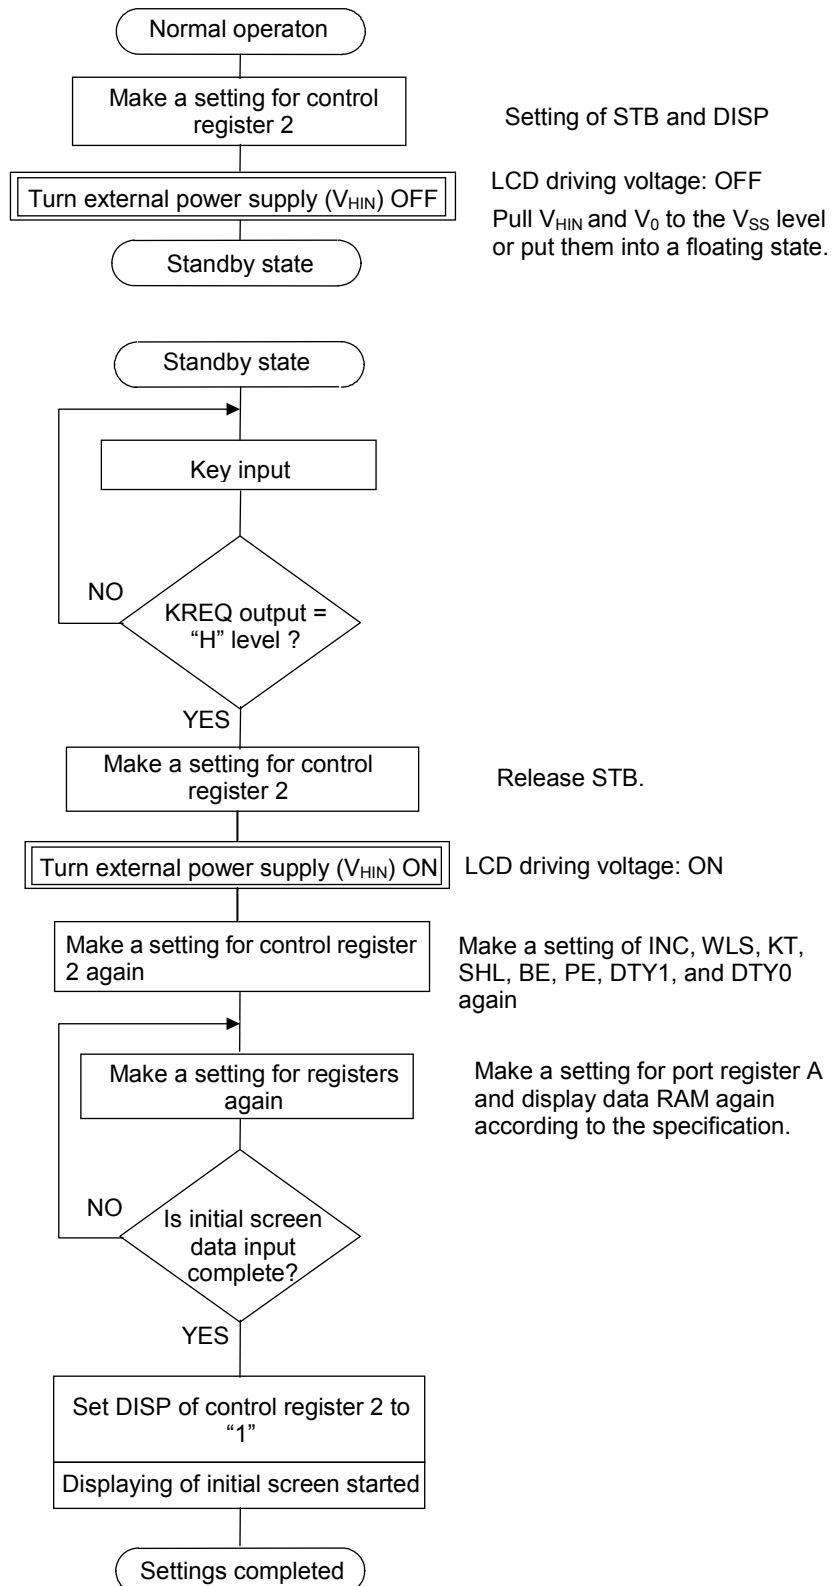 Normal operaton
Make a setting for control
register 2
Setting of STB and DISP
Turn external power supply (VHIN) OFF
LCD driving voltage: OFF
Pull VHIN and V0 to the VSS level
or put them into a floating state.
Standby state
Standby state
Key input
NO
KREQ output =
“H” level ?
YES
Make a setting for control
register 2
Release STB.
Turn external power supply (VHIN) ON
LCD driving voltage: ON
Make a setting for control register
2 again
Make a setting of INC, WLS, KT,
SHL, BE, PE, DTY1, and DTY0
again
Make a setting for registers
again
Make a setting for port register A
and display data RAM again
according to the specification.
NO
Is initial screen
data input
complete?
YES
Set DISP of control register 2 to
“1”
Displaying of initial screen started
Settings completed